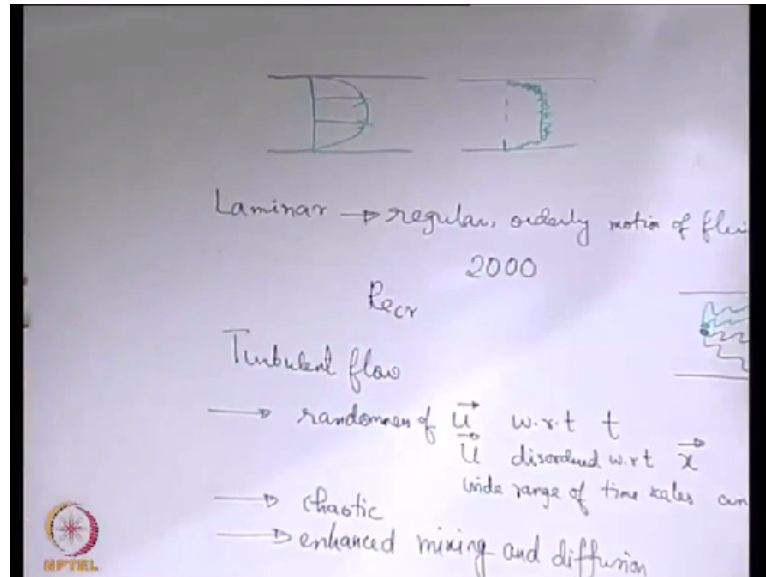 Laminar → regular, orderly motion of flui
2000
Recr
Turbulent flow
→ randomness of u w.r.t t
u disordered w.r.t x
wide range of time scales an
→ chaotic
→ enhanced mixing and diffusion
NPTEL